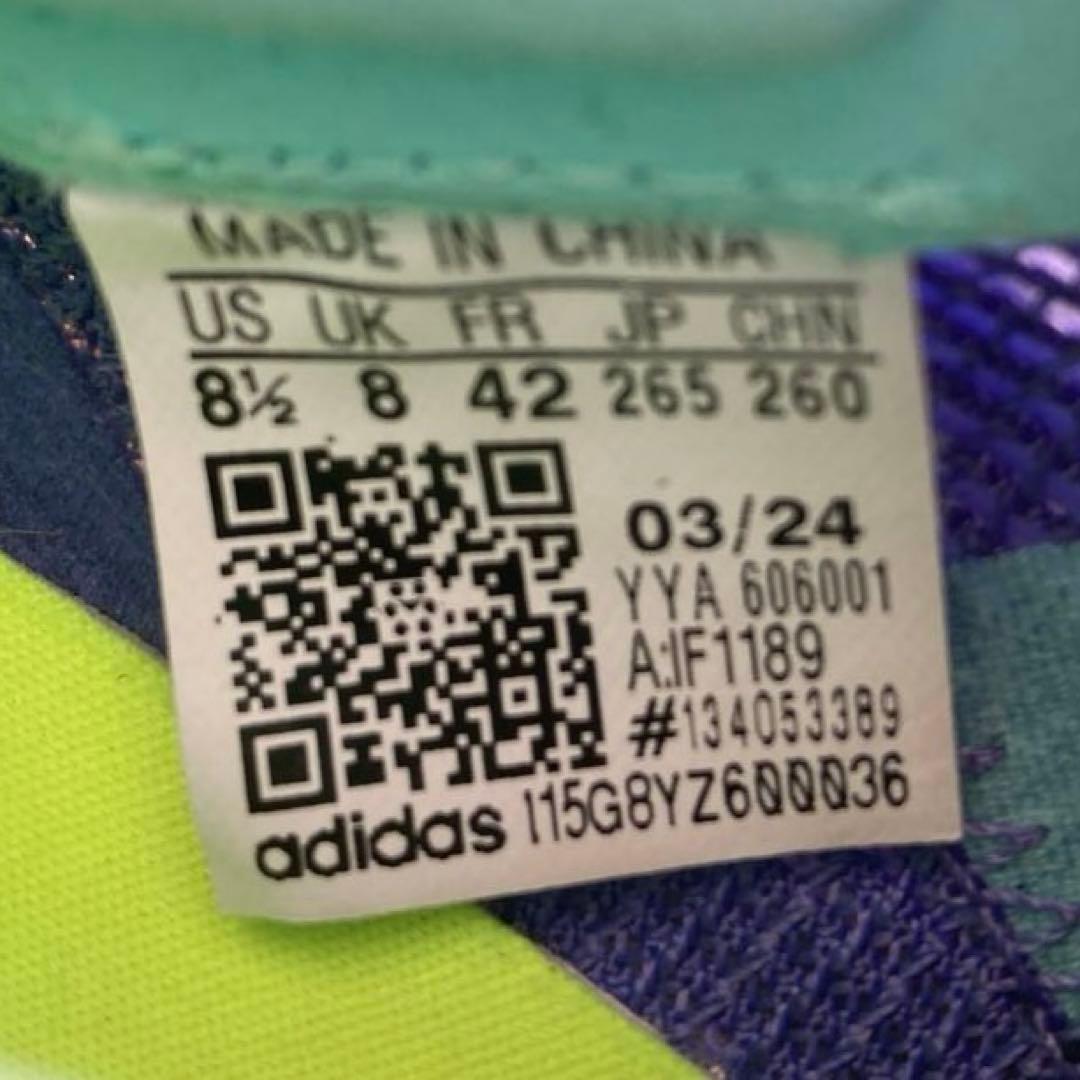 MADE IN CHINA
US UK FR JP CHN
8½ 8 42 265 260
03/24
YYA 606001
A:IF1189
#134053389
adidas I15G8YZ600036